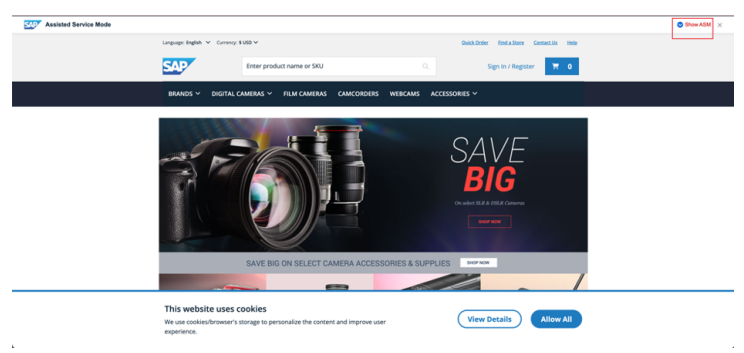 SAP Assisted Service Mode
Show ASM
Language: English Currency: $ USD
Quick Order Find a Store Contact Us Help
SAP
Enter product name or SKU
Sign In / Register
0
BRANDS DIGITAL CAMERAS FILM CAMERAS CAMCORDERS WEBCAMS ACCESSORIES
SAVE
BIG
On select SLR & DSLR Cameras
SHOP NOW
SAVE BIG ON SELECT CAMERA ACCESSORIES & SUPPLIES SHOP NOW
This website uses cookies
We use cookies/browser's storage to personalize the content and improve user
experience.
View Details Allow All